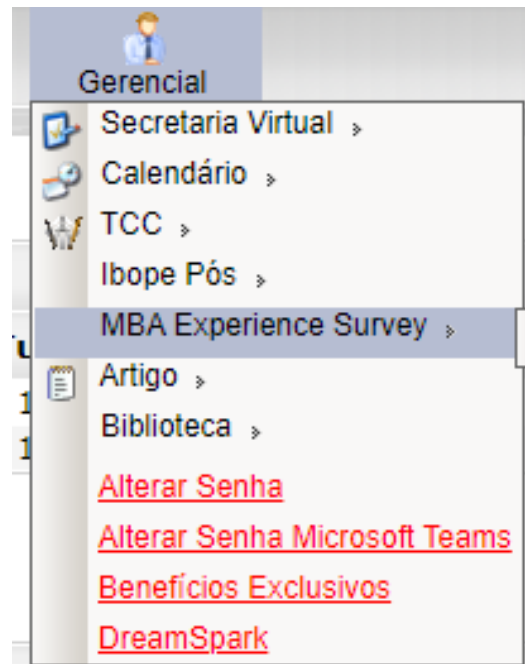 Gerencial
Secretaria Virtual »
Calendário »
TCC »
Ibope Pós »
MBA Experience Survey »
Artigo »
Biblioteca »
Alterar Senha
Alterar Senha Microsoft Teams
Benefícios Exclusivos
DreamSpark